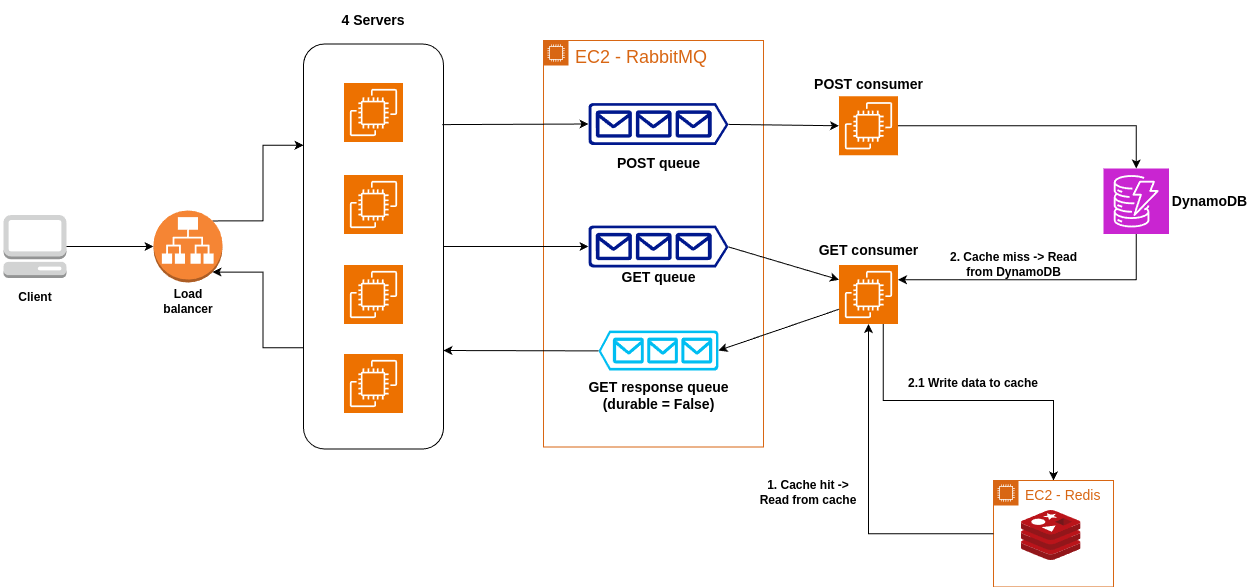 4 Servers
EC2 - RabbitMQ
POST consumer
POST queue
DynamoDB
GET consumer
2. Cache miss -> Read
from DynamoDB
GET queue
Client
Load
balancer
GET response queue
(durable = False)
2.1 Write data to cache
1. Cache hit ->
Read from cache
EC2 - Redis